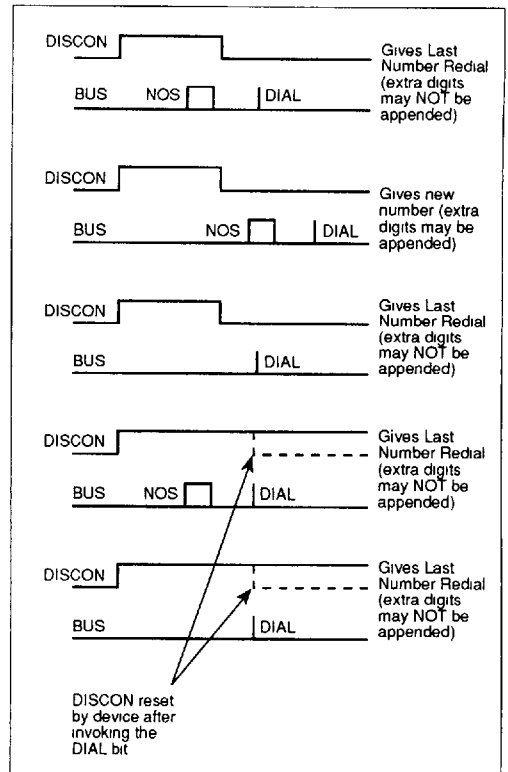 DISCON
Gives Last
Number Redial
(extra digits
may NOT be
appended)
BUS NOS DIAL
DISCON
Gives new
number (extra
digits may be
appended)
BUS NOS DIAL
DISCON
Gives Last
Number Redial
(extra digits
may NOT be
appended)
BUS DIAL
DISCON
Gives Last
Number Redial
(extra digits
may NOT be
appended)
BUS NOS DIAL
DISCON
Gives Last
Number Redial
(extra digits
may NOT be
appended)
BUS DIAL
DISCON reset
by device after
invoking the
DIAL bit